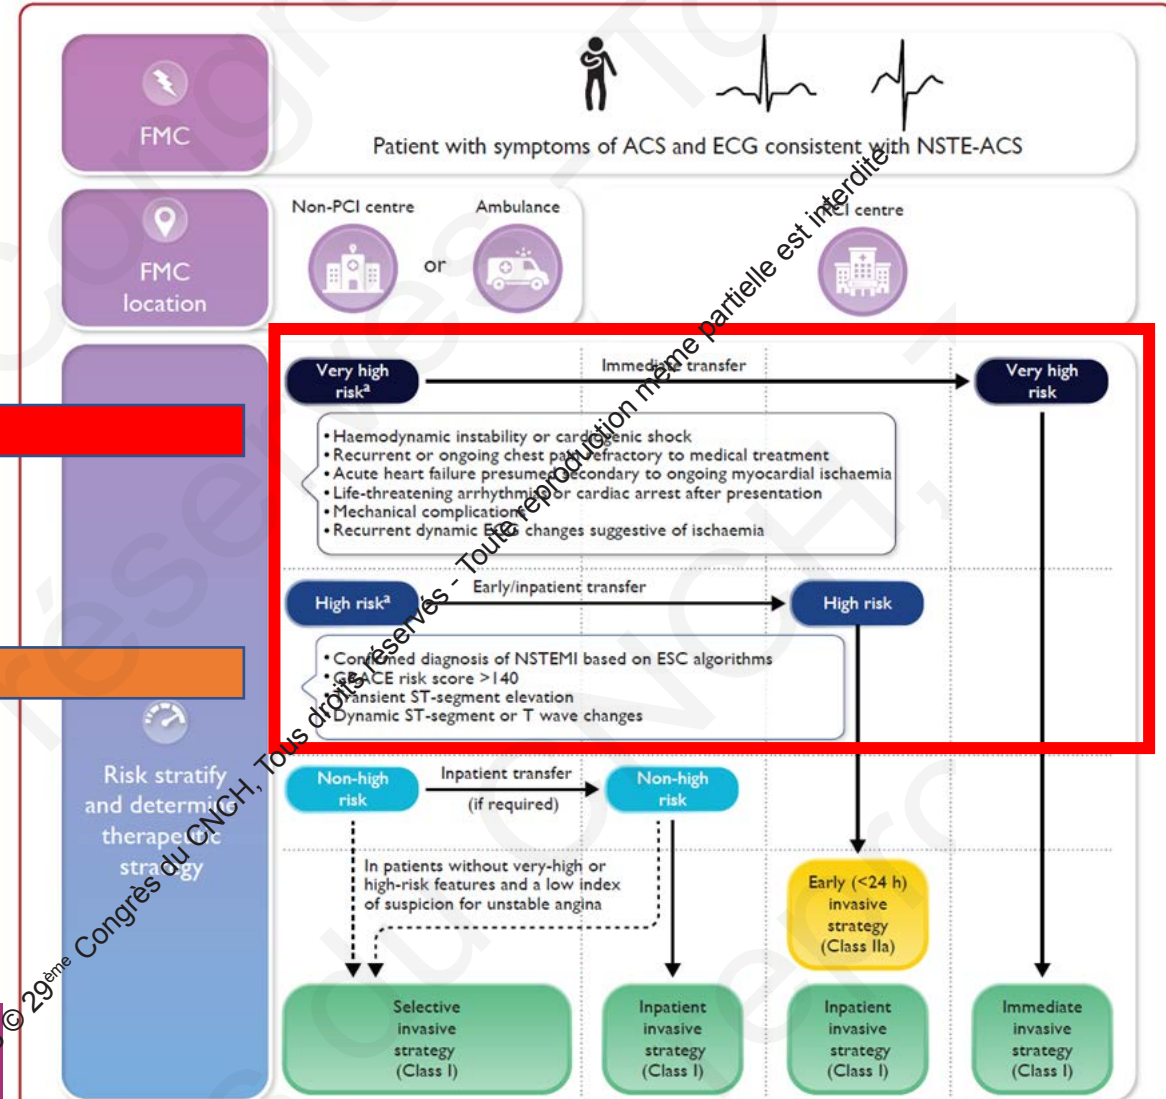 FMC
Patient with symptoms of ACS and ECG consistent with NSTE-ACS
FMC
location
Non-PCI centre
or
Ambulance
PCI centre
Very high
riska
Immediate transfer
Very high
risk
• Haemodynamic instability or cardiogenic shock
• Recurrent or ongoing chest pain refractory to medical treatment
• Acute heart failure presumed secondary to ongoing myocardial ischaemia
• Life-threatening arrhythmias or cardiac arrest after presentation
• Mechanical complications
• Recurrent dynamic ECG changes suggestive of ischaemia
High riska
Early/inpatient transfer
High risk
• Confirmed diagnosis of NSTEMI based on ESC algorithms
• GRACE risk score >140
• Transient ST-segment elevation
• Dynamic ST-segment or T wave changes
Risk stratify
and determine
therapeutic
strategy
Non-high
risk
Inpatient transfer
(if required)
Non-high
risk
In patients without very-high or
high-risk features and a low index
of suspicion for unstable angina
Early (<24 h)
invasive
strategy
(Class IIa)
Selective
invasive
strategy
(Class I)
Inpatient
invasive
strategy
(Class I)
Inpatient
invasive
strategy
(Class I)
Immediate
invasive
strategy
(Class I)
© 29ème Congrès du CNCH, Tous droits réservés - Toute reproduction même partielle est interdite